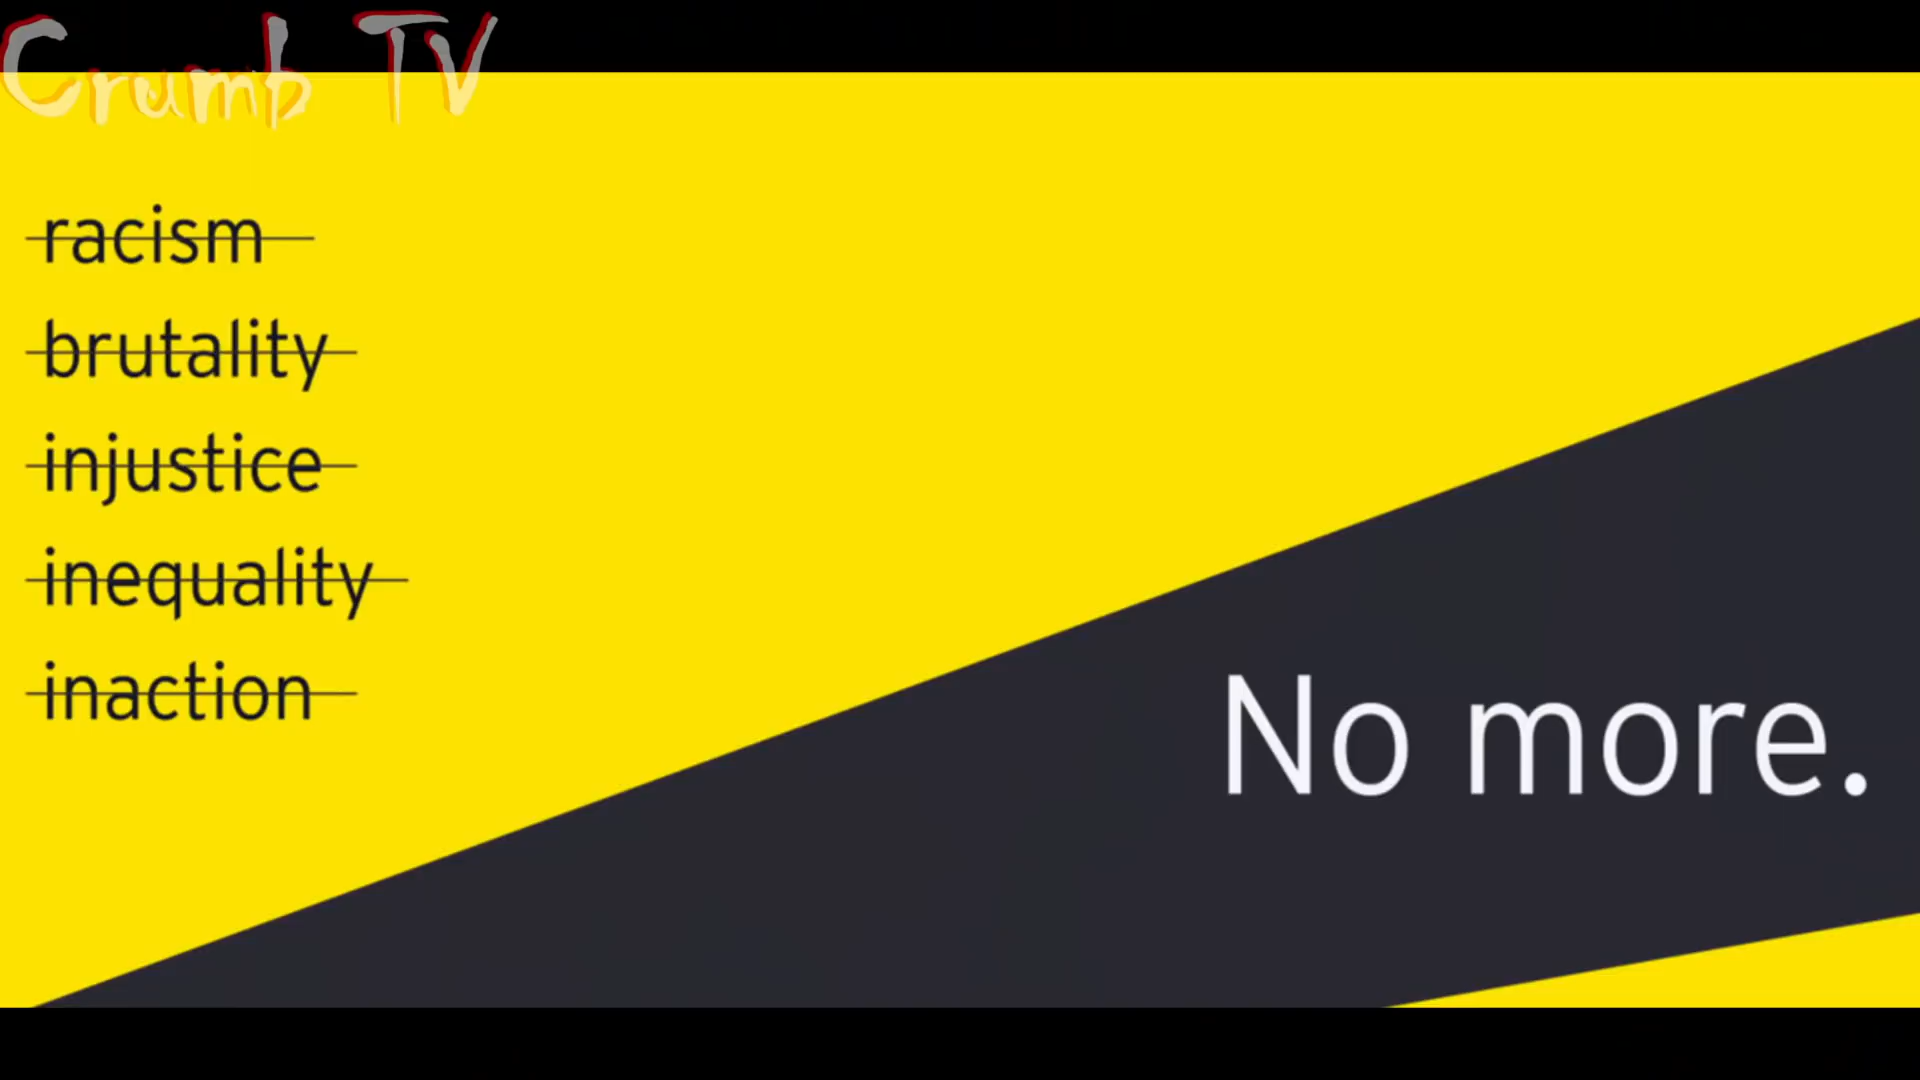 Crumb TV
racism
brutality
injustice
inequality
inaction
No more.